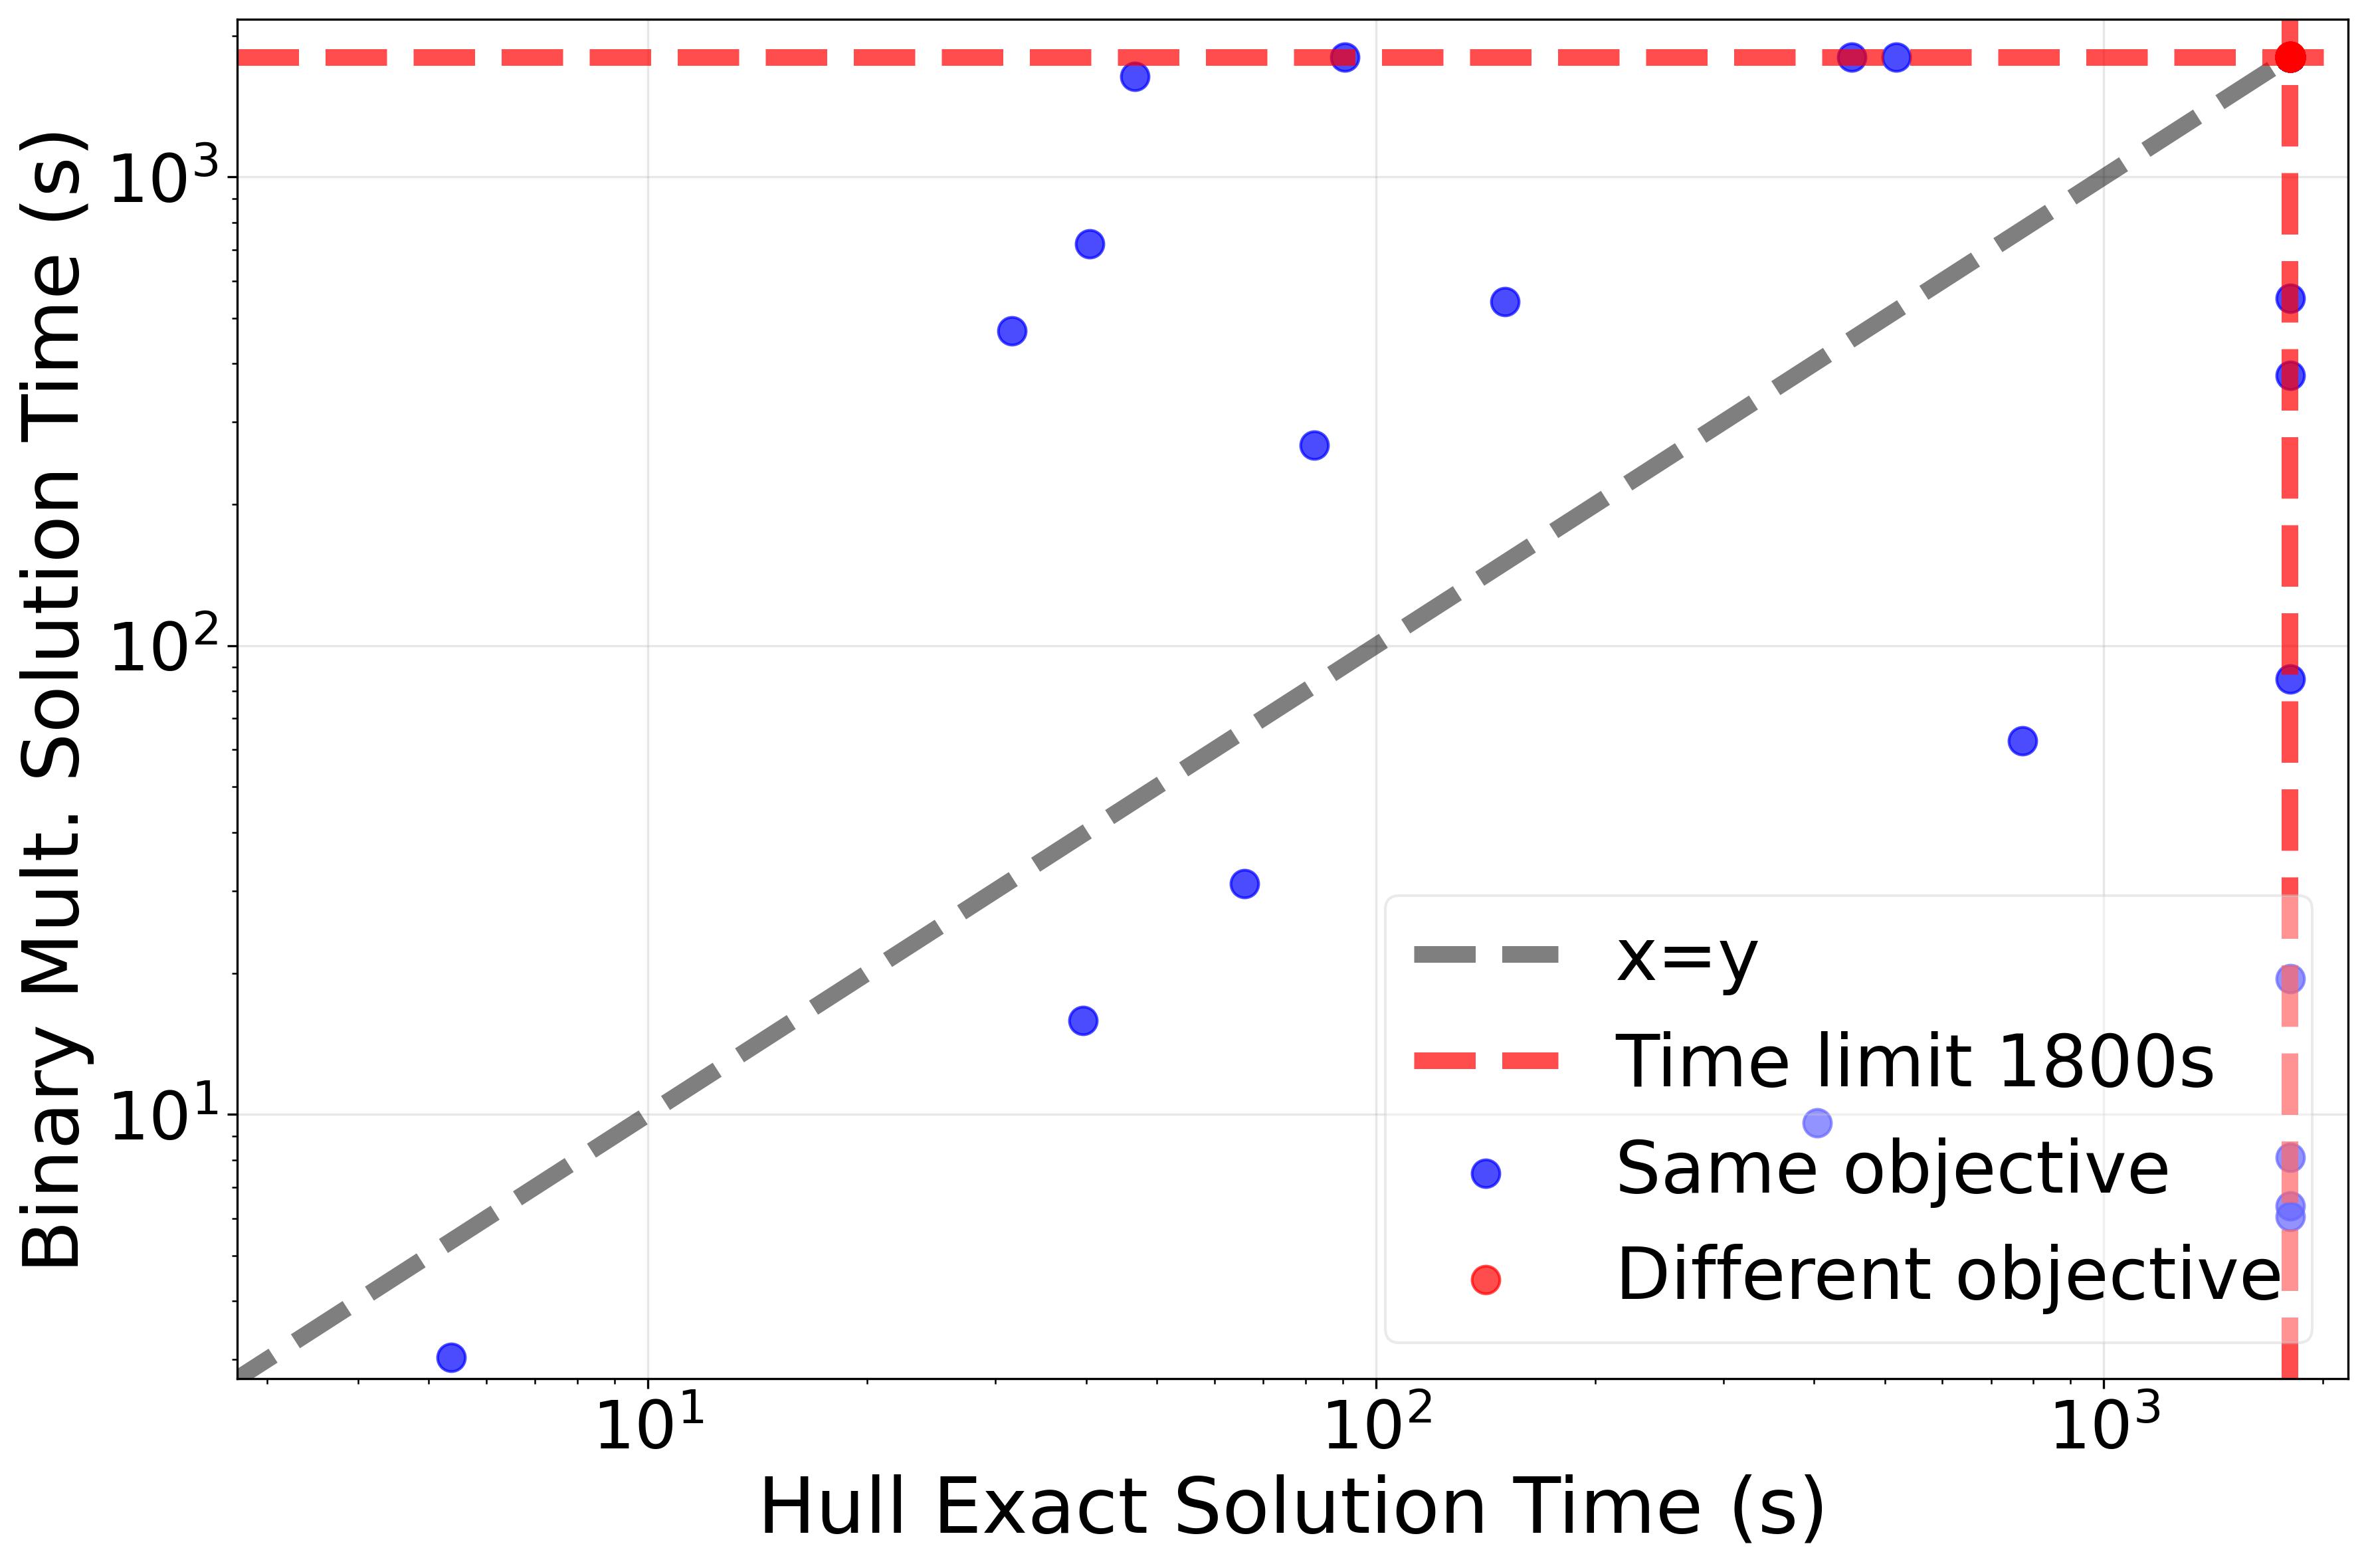 Binary Mult. Solution Time (s)
10³
10²
10¹
x=y
Time limit 1800s
Same objective
Different objective
10¹
10²
10³
Hull Exact Solution Time (s)